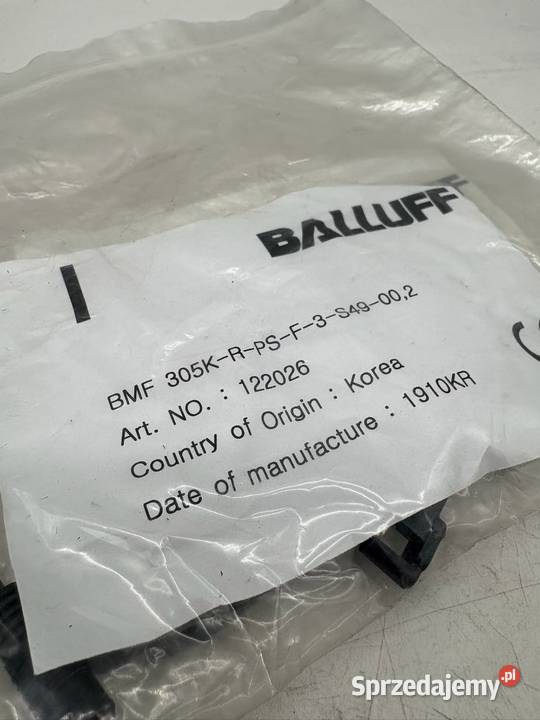 BALLUFF
BMF 305K-R-PS-F-3-S49-00,2
Art. NO. : 122026
Country of Origin : Korea
Date of manufacture : 1910KR
Sprzedajemy.pl